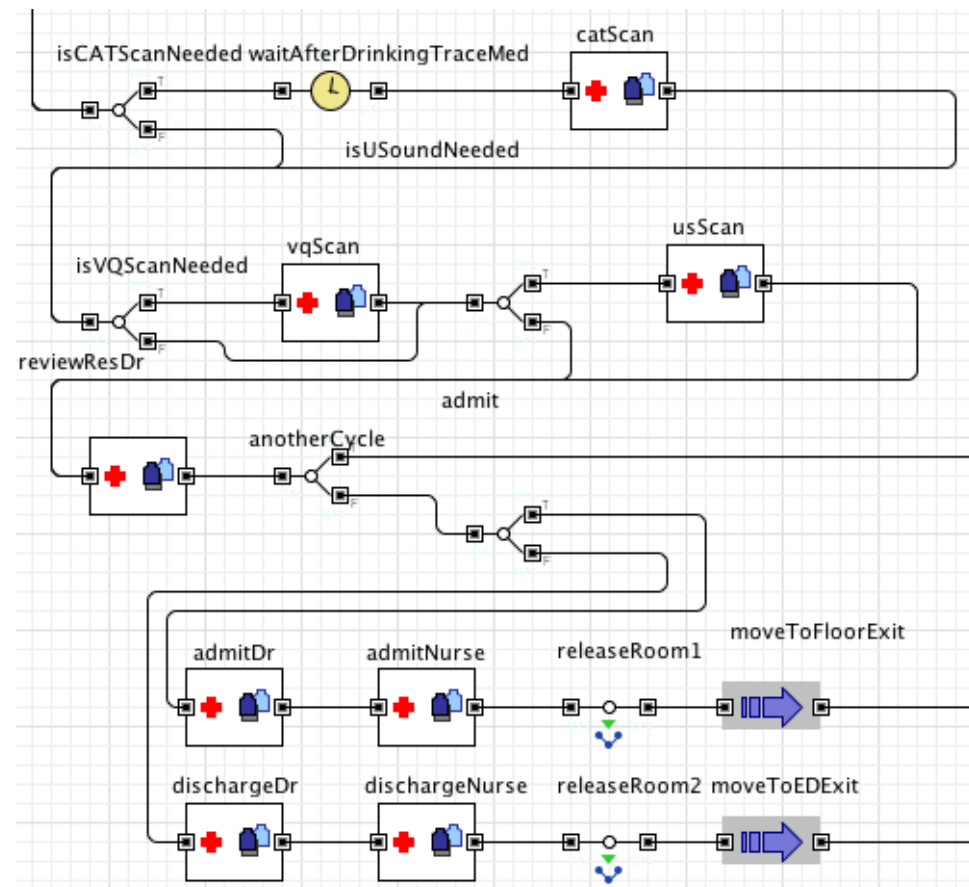 catScan
isCATScanNeeded waitAfterDrinkingTraceMed
T
F
isUSoundNeeded
usScan
vqScan
isVQScanNeeded
T
T
F
F
reviewResDr
admit
anotherCycle
T
F
T
F
moveToFloorExit
admitDr admitNurse releaseRoom1
dischargeDr dischargeNurse releaseRoom2 moveToEDExit